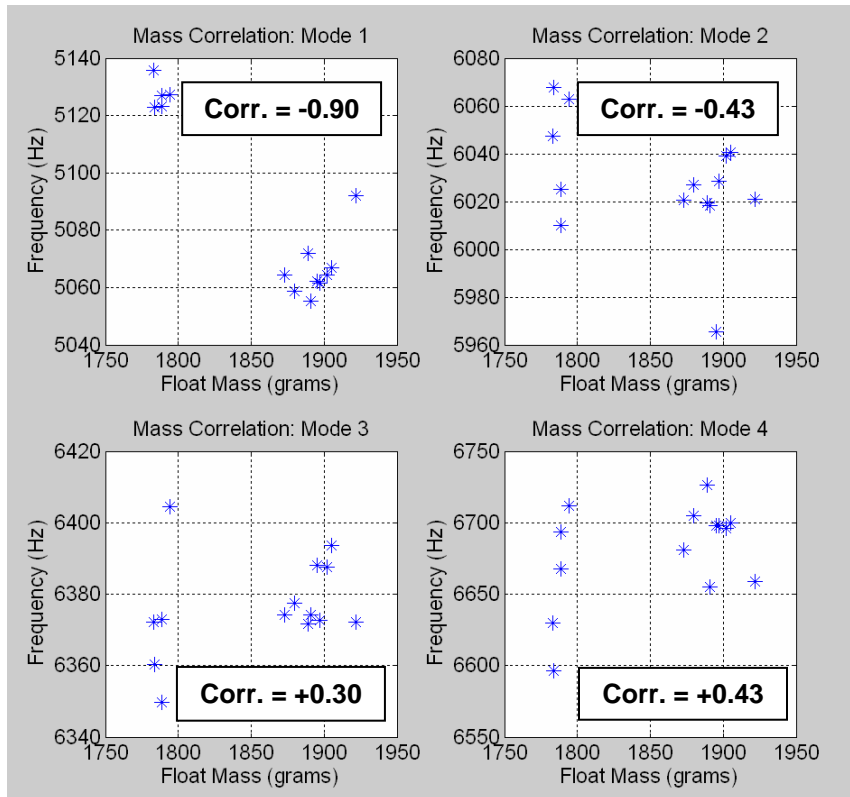 Mass Correlation: Mode 1
5140
5120
5100
5080
5060
5040
Frequency (Hz)
Corr. = -0.90
1750 1800 1850 1900 1950
Float Mass (grams)
Mass Correlation: Mode 2
6080
6060
6040
6020
6000
5980
5960
Frequency (Hz)
Corr. = -0.43
1750 1800 1850 1900 1950
Float Mass (grams)
Mass Correlation: Mode 3
6420
6400
6380
6360
6340
Frequency (Hz)
Corr. = +0.30
1750 1800 1850 1900 1950
Float Mass (grams)
Mass Correlation: Mode 4
6750
6700
6650
6600
6550
Frequency (Hz)
Corr. = +0.43
1750 1800 1850 1900 1950
Float Mass (grams)